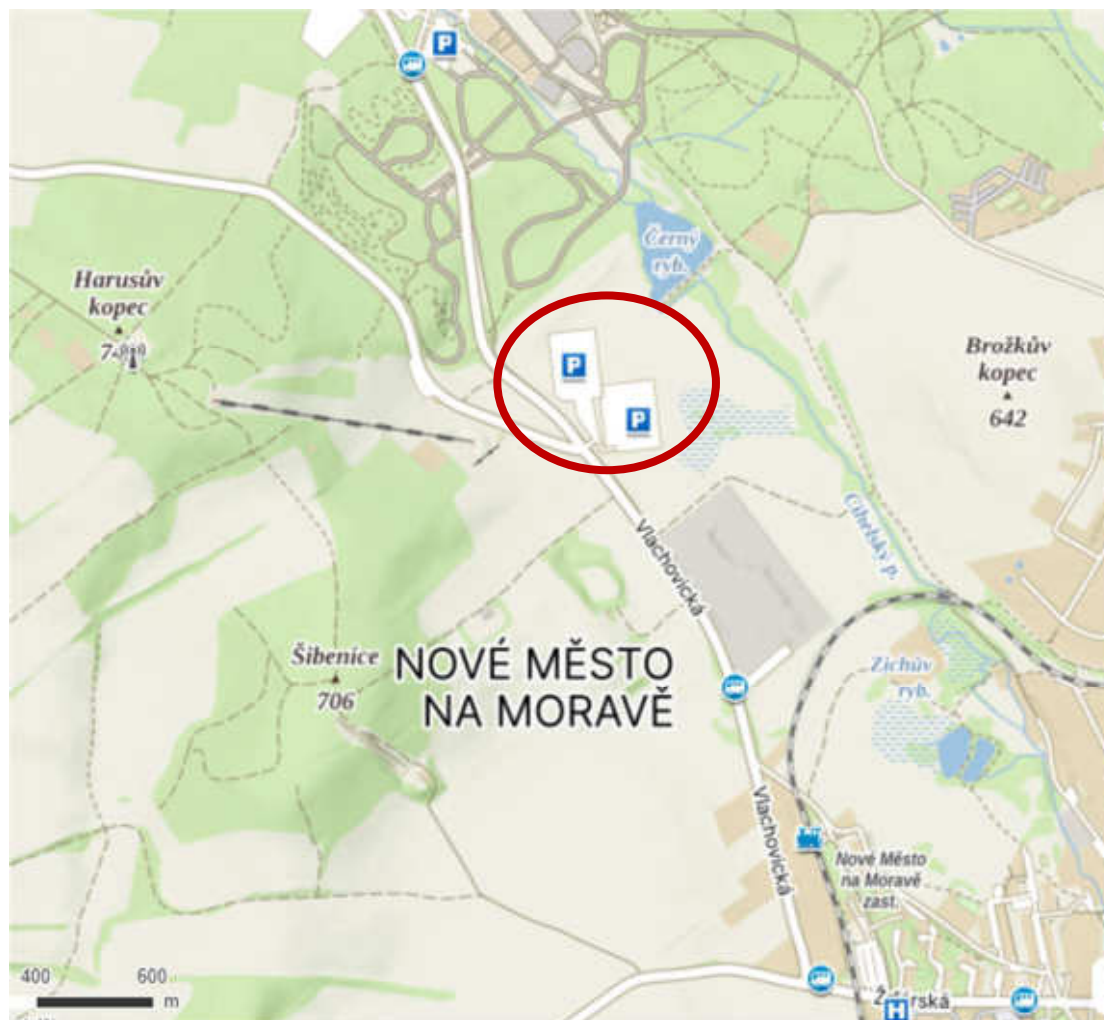 P
Černý
ryb.
Harusův
kopec
P
Brožkův
kopec
642
P
Vlachovická
Cihelský p.
Šibenice
706
NOVÉ MĚSTO
NA MORAVĚ
Zichův
ryb.
Vlachovická
Nové Město
na Moravě
zast.
400 600
m
H